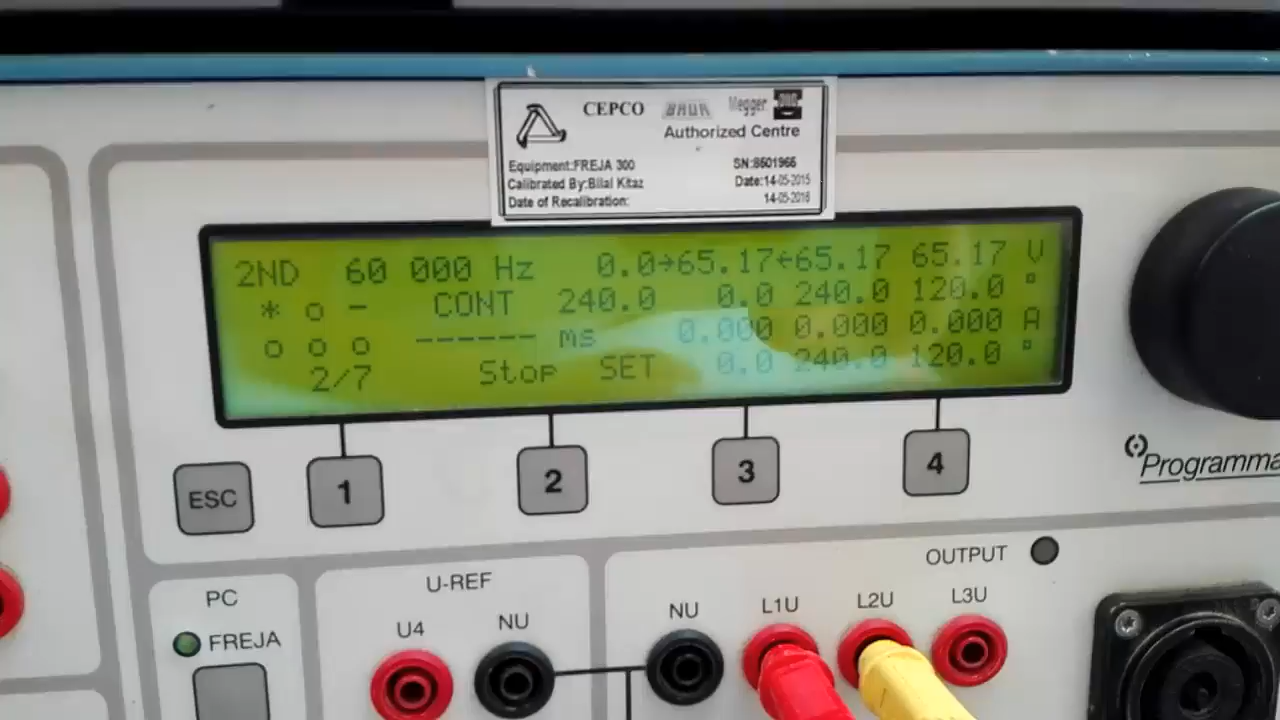 CEPCO BAUR Megger
Authorized Centre
Equipment:FREJA 300 SN:8501966
Calibrated By:Bilal Kitaz Date:14-05-2015
Date of Recalibration: 14-05-2016
2ND 60 000 Hz 0.0→65.17←65.17 65.17 V
* o - CONT 240.0 0.0 240.0 120.0 °
o o o ------ ms 0.000 0.000 0.000 A
2/7 Stop SET 0.0 240.0 120.0 °
ESC 1 2 3 4
Programma
OUTPUT
PC U-REF
FREJA U4 NU NU L1U L2U L3U